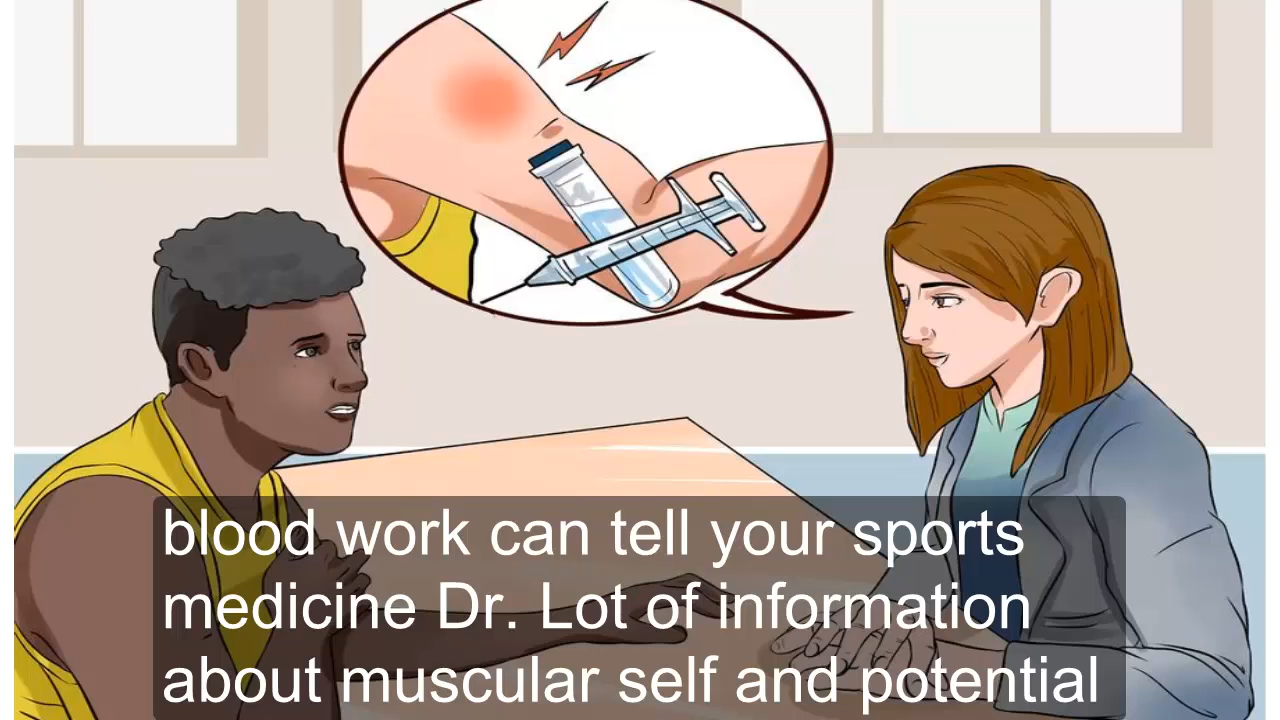 blood work can tell your sports
medicine Dr. Lot of information
about muscular self and potential